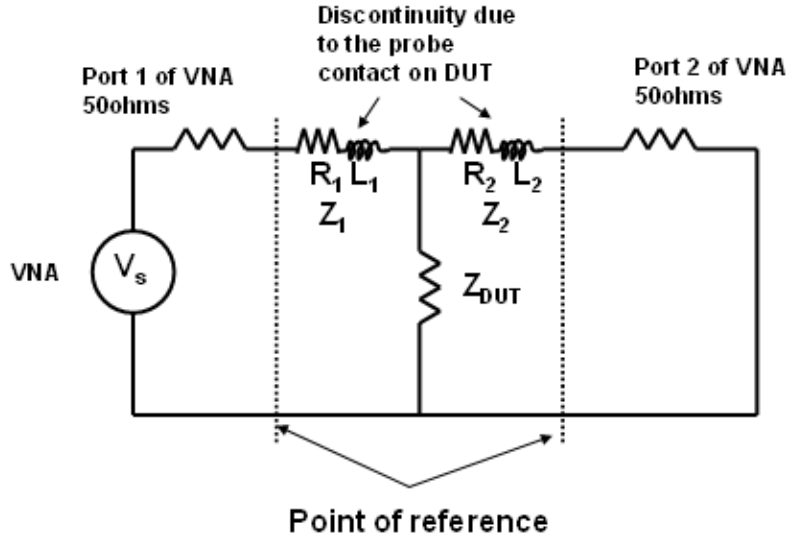 Discontinuity due
to the probe
contact on DUT
Port 1 of VNA
50ohms
Port 2 of VNA
50ohms
R1 L1
Z1
R2 L2
Z2
VNA
Vs
ZDUT
Point of reference